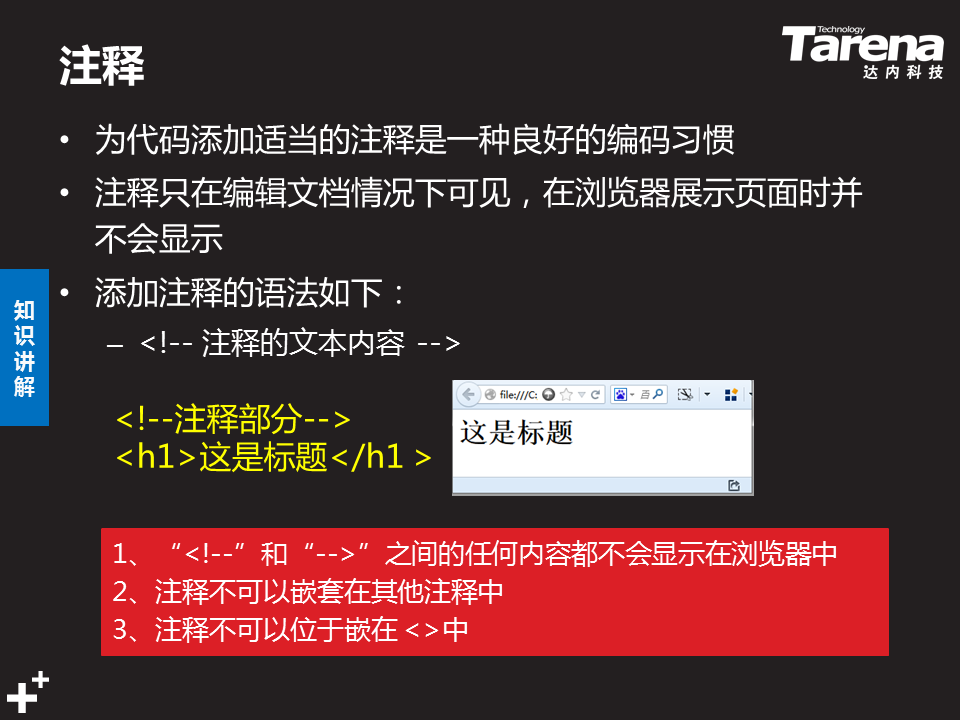 注释
Technology
Tarena
达内科技
• 为代码添加适当的注释是一种良好的编码习惯
• 注释只在编辑文档情况下可见，在浏览器展示页面时并
不会显示
• 添加注释的语法如下：
– <!-- 注释的文本内容 -->
知识讲解
<!--注释部分-->
<h1>这是标题</h1 >
file:///C:
百
这是标题
1、“<!--”和“-->”之间的任何内容都不会显示在浏览器中
2、注释不可以嵌套在其他注释中
3、注释不可以位于嵌在 <>中